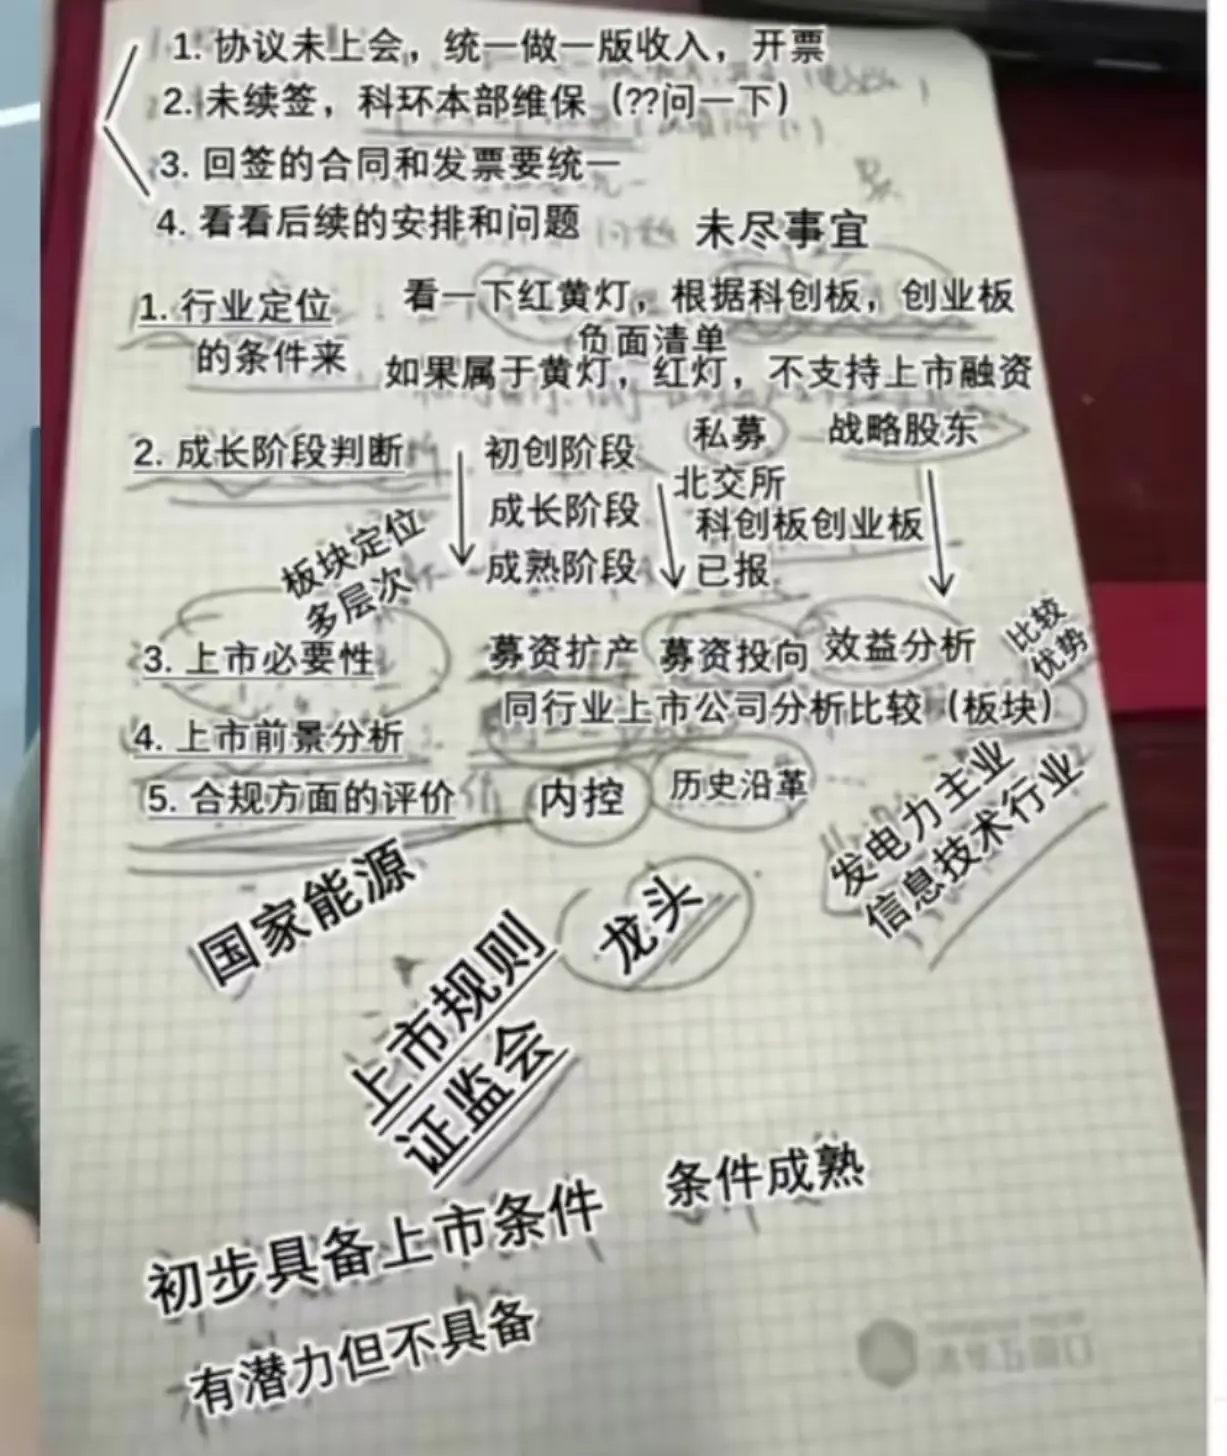 1. 协议未上会，统一做一版收入，开票
2. 未续签，科环本部维保（??问一下）
3. 回签的合同和发票要统一
4. 看看后续的安排和问题 未尽事宜
1. 行业定位 看一下红黄灯，根据科创板，创业板
负面清单
的条件来 如果属于黄灯，红灯，不支持上市融资
2. 成长阶段判断 初创阶段 私募 战略股东
北交所
成长阶段 科创板创业板
成熟阶段 已报
板块定位
多层次
3. 上市必要性 募资扩产 募资投向 效益分析 比较
优势
同行业上市公司分析比较（板块）
4. 上市前景分析
5. 合规方面的评价 内控 历史沿革
发电力主业
信息技术行业
国家能源
龙头
上市规则
证监会
条件成熟
初步具备上市条件
有潜力但不具备